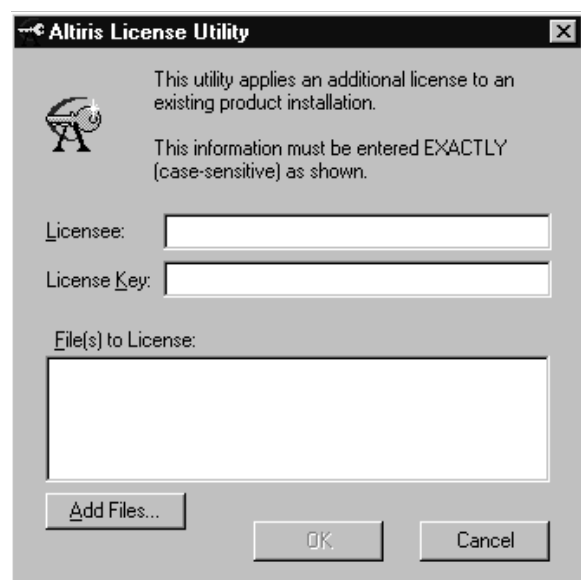 Altiris License Utility
This utility applies an additional license to an
existing product installation.
This information must be entered EXACTLY
(case-sensitive) as shown.
Licensee:
License Key:
File(s) to License:
Add Files...
OK
Cancel